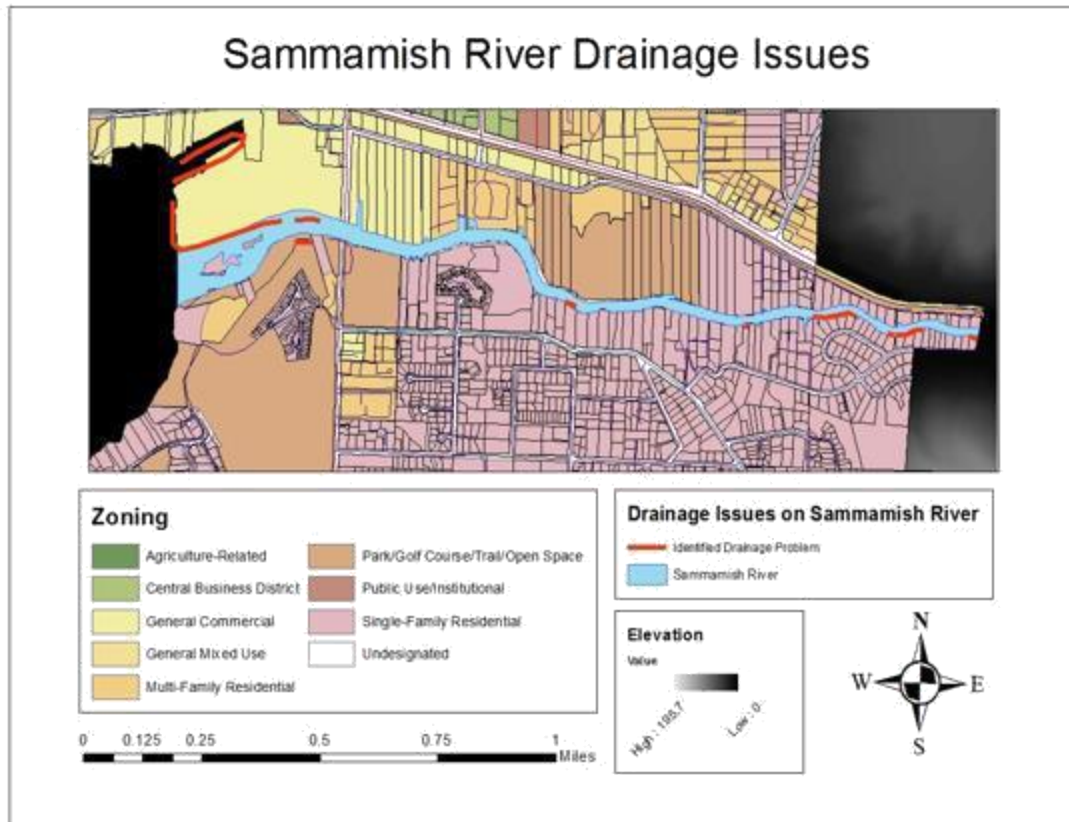 Sammamish River Drainage Issues
Zoning
Agriculture-Related
Central Business District
General Commercial
General Mixed Use
Multi-Family Residential
Park/Golf Course/Trail/Open Space
Public Use/Institutional
Single-Family Residential
Undesignated
0 0.125 0.25 0.5 0.75 1
Miles
Drainage Issues on Sammamish River
Identified Drainage Problem
Sammamish River
Elevation
Value
High : 195.7
Low : 0
N
W E
S